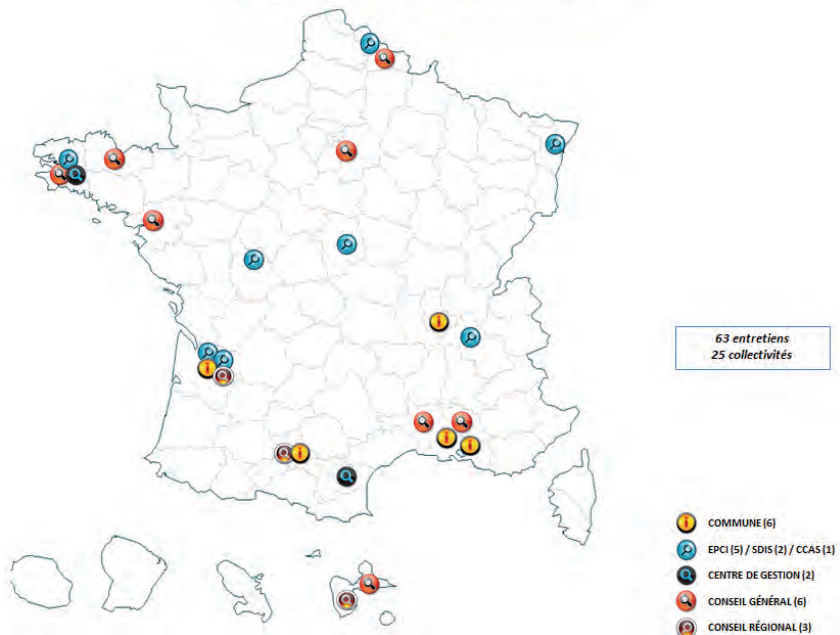 63 entretiens
25 collectivités
COMMUNE (6)
EPCI (5) / SDIS (2) / CCAS (1)
CENTRE DE GESTION (2)
CONSEIL GÉNÉRAL (6)
CONSEIL RÉGIONAL (3)